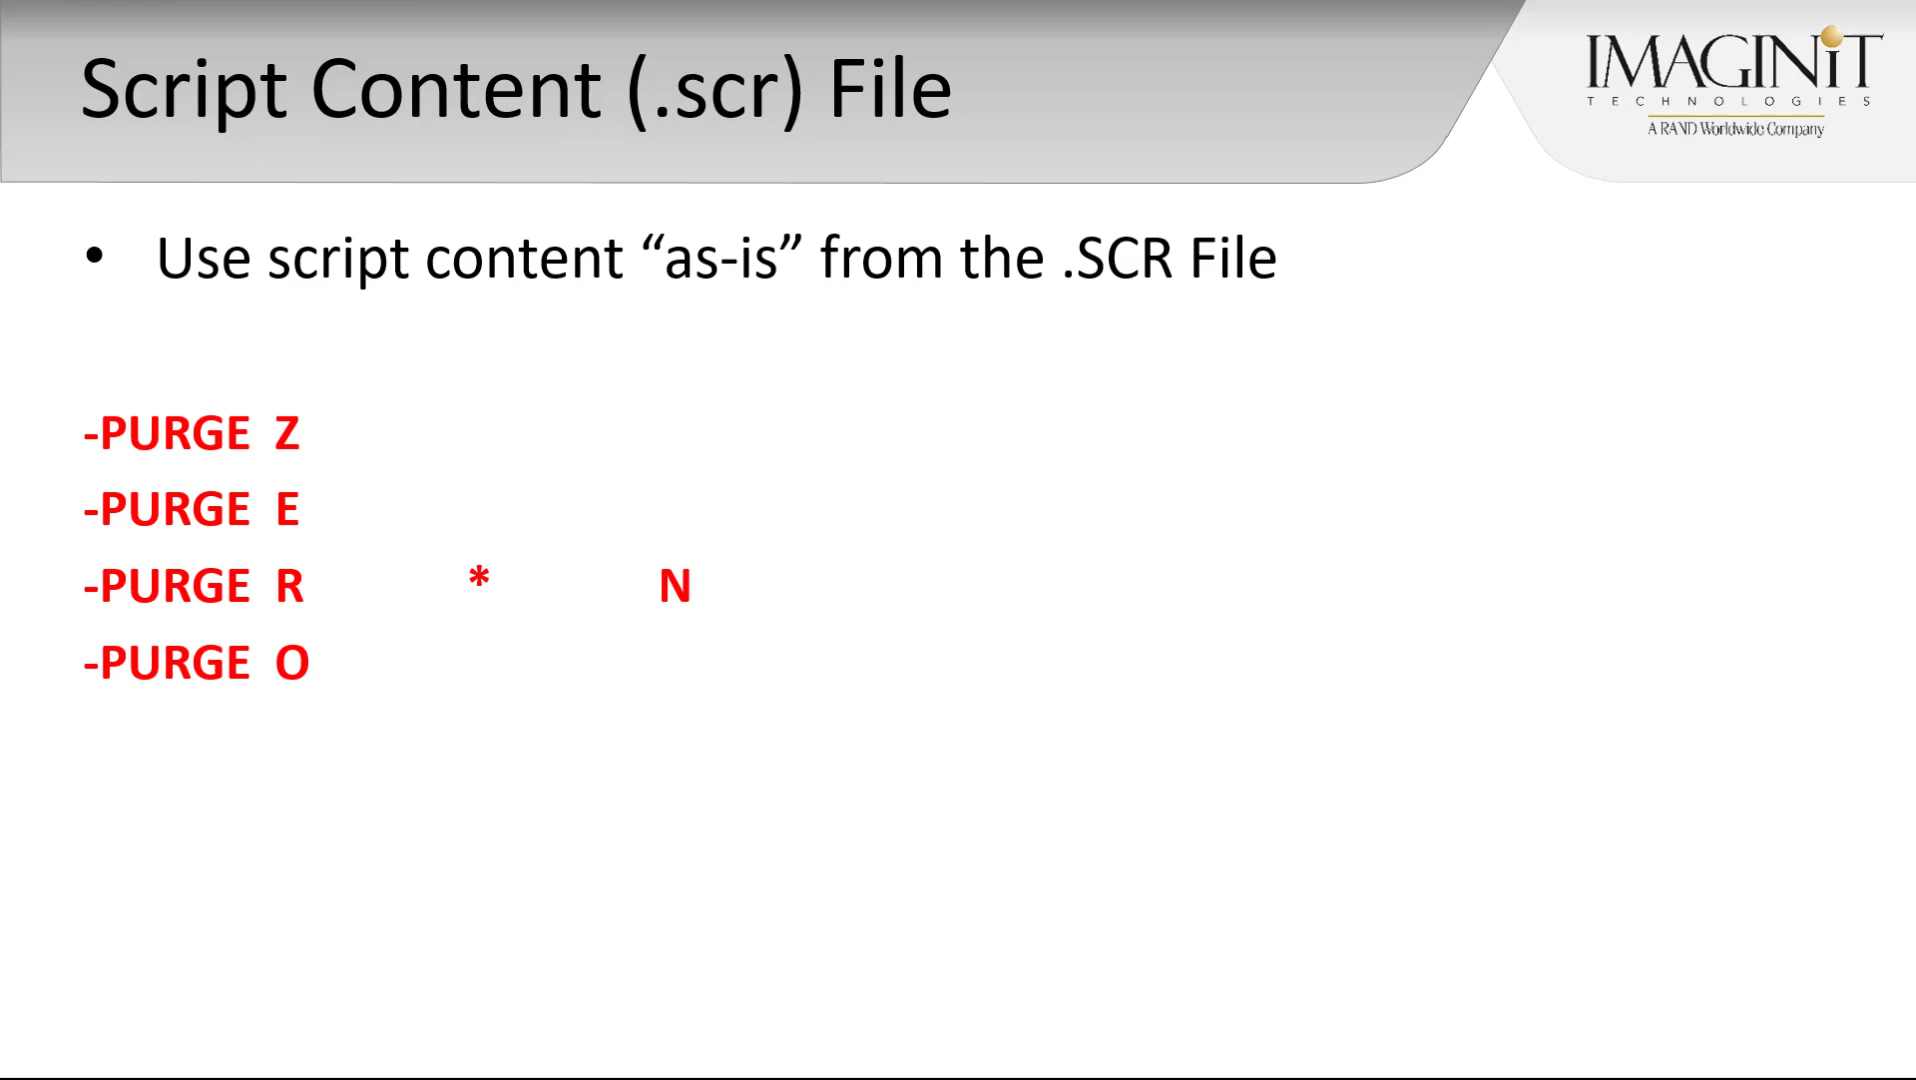 Script Content (.scr) File
IMAGINiT
TECHNOLOGIES
A RAND Worldwide Company
• Use script content “as-is” from the .SCR File
-PURGE Z
-PURGE E
-PURGE R * N
-PURGE O